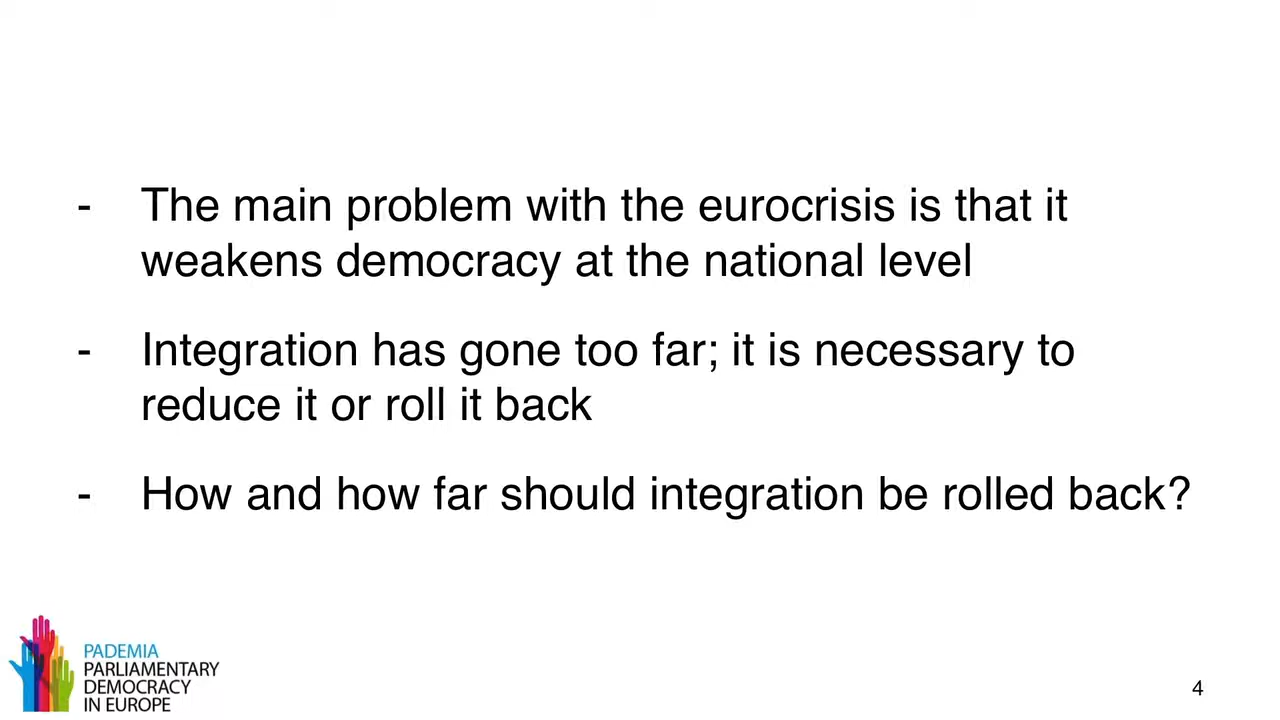 - The main problem with the eurocrisis is that it
weakens democracy at the national level
- Integration has gone too far; it is necessary to
reduce it or roll it back
- How and how far should integration be rolled back?
PADEMIA
PARLIAMENTARY
DEMOCRACY
IN EUROPE
4